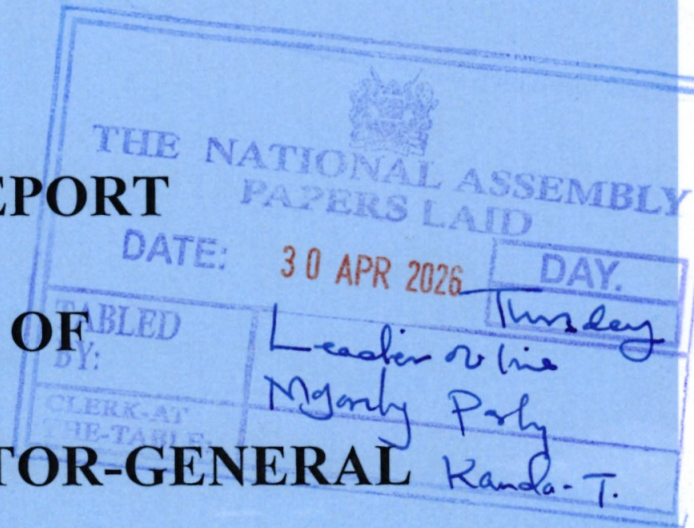 THE NATIONAL ASSEMBLY
PAPERS LAID
EPORT
DATE: 30 APR 2026 DAY.
Thursday
TABLED BY:
OF
Leader of the
Majority Party
CLERK-AT
THE-TABLE:
TOR-GENERAL
Kanda-T.